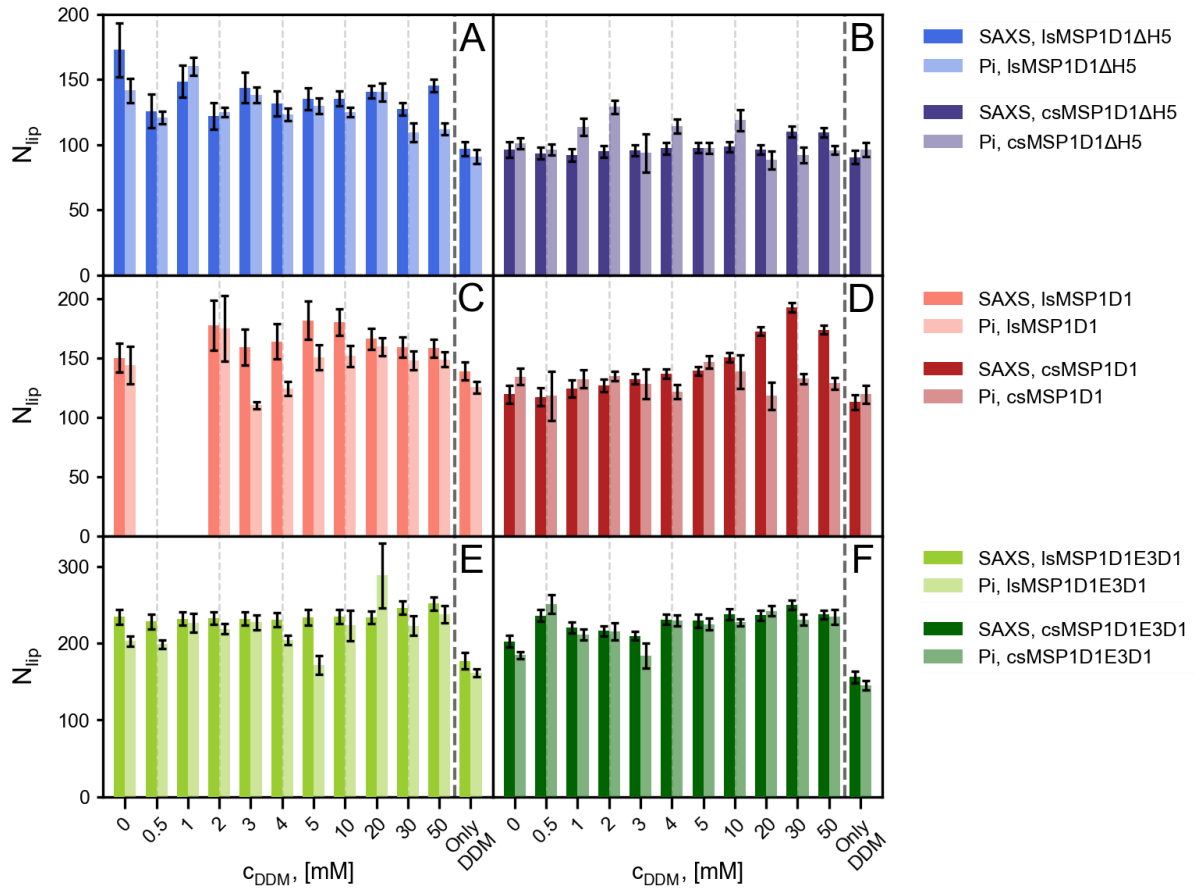 200
150
100
50
0
N_lip
A
B
SAXS, lsMSP1D1ΔH5
Pi, lsMSP1D1ΔH5
SAXS, csMSP1D1ΔH5
Pi, csMSP1D1ΔH5
200
150
100
50
0
N_lip
C
D
SAXS, lsMSP1D1
Pi, lsMSP1D1
SAXS, csMSP1D1
Pi, csMSP1D1
300
200
100
0
N_lip
E
F
SAXS, lsMSP1D1E3D1
Pi, lsMSP1D1E3D1
SAXS, csMSP1D1E3D1
Pi, csMSP1D1E3D1
0 0.5 1 2 3 4 5 10 20 30 50 Only
DDM
0 0.5 1 2 3 4 5 10 20 30 50 Only
DDM
c_DDM, [mM]
c_DDM, [mM]